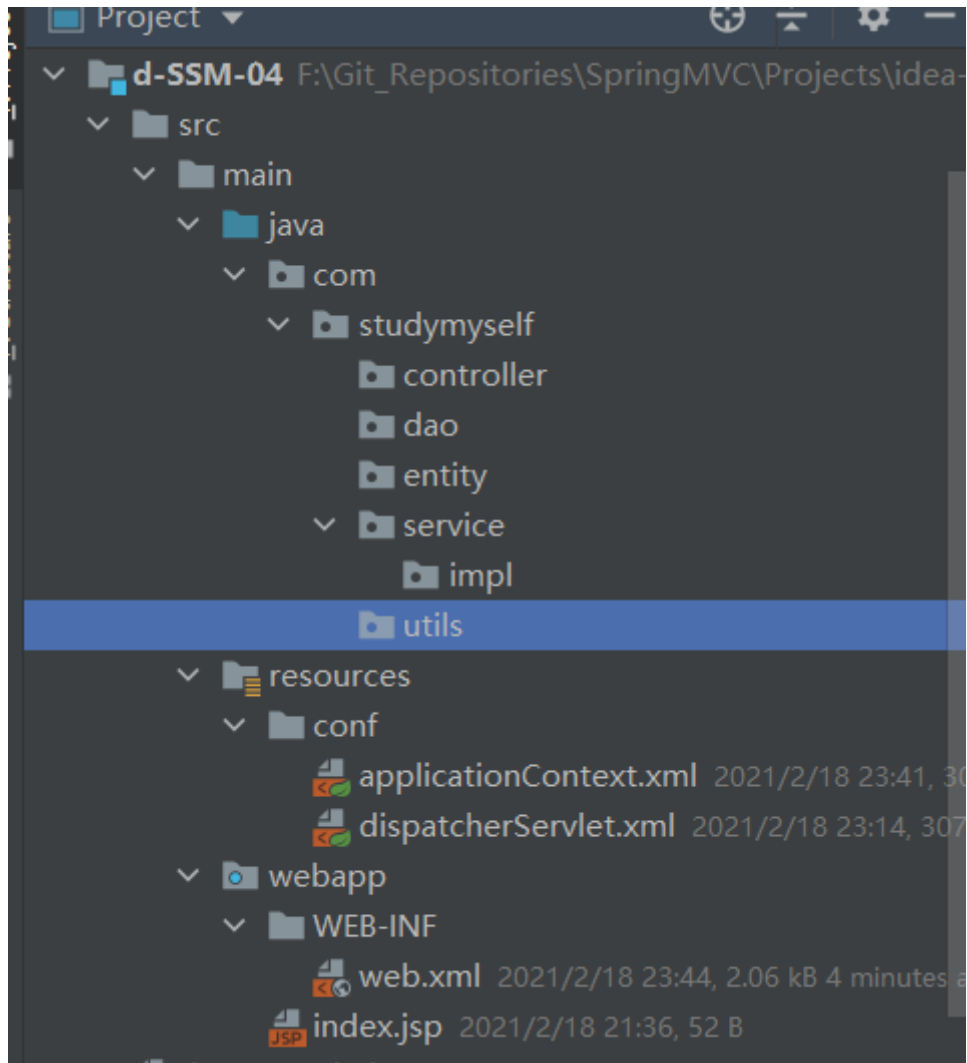 Project
d-SSM-04 F:\Git_Repositories\SpringMVC\Projects\idea-
src
main
java
com
studymyself
controller
dao
entity
service
impl
utils
resources
conf
applicationContext.xml 2021/2/18 23:41, 30
dispatcherServlet.xml 2021/2/18 23:14, 307
webapp
WEB-INF
web.xml 2021/2/18 23:44, 2.06 kB 4 minutes a
index.jsp 2021/2/18 21:36, 52 B